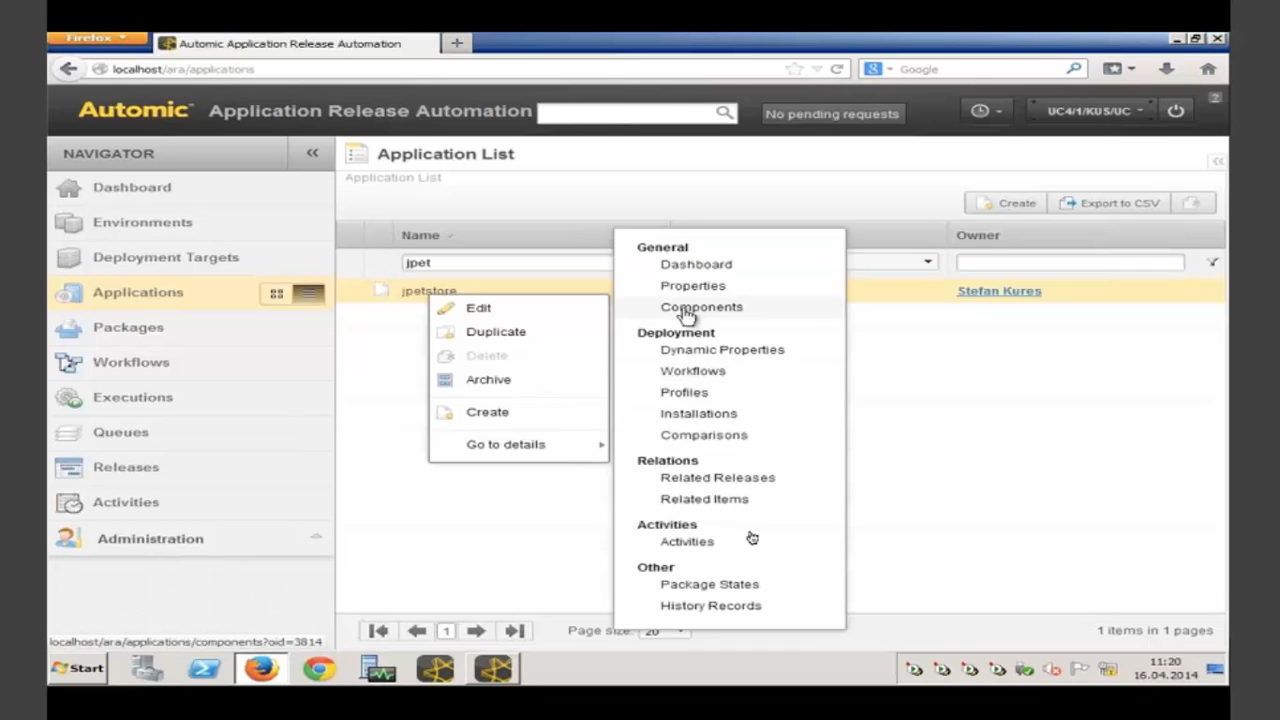 Firefox
Automic Application Release Automation
localhost/ara/applications
Google
Automic Application Release Automation
No pending requests
UC4/1/KUS/UC
?
NAVIGATOR
Application List
Application List
Create
Export to CSV
Dashboard
Environments
Deployment Targets
Applications
Packages
Workflows
Executions
Queues
Releases
Activities
Administration
Name
Owner
jpet
jpetstore
Stefan Kures
Edit
Duplicate
Delete
Archive
Create
Go to details
General
Dashboard
Properties
Components
Deployment
Dynamic Properties
Workflows
Profiles
Installations
Comparisons
Relations
Related Releases
Related Items
Activities
Activities
Other
Package States
History Records
1
Page size: 20
1 items in 1 pages
localhost/ara/applications/components?oid=3814
Start
11:20
16.04.2014